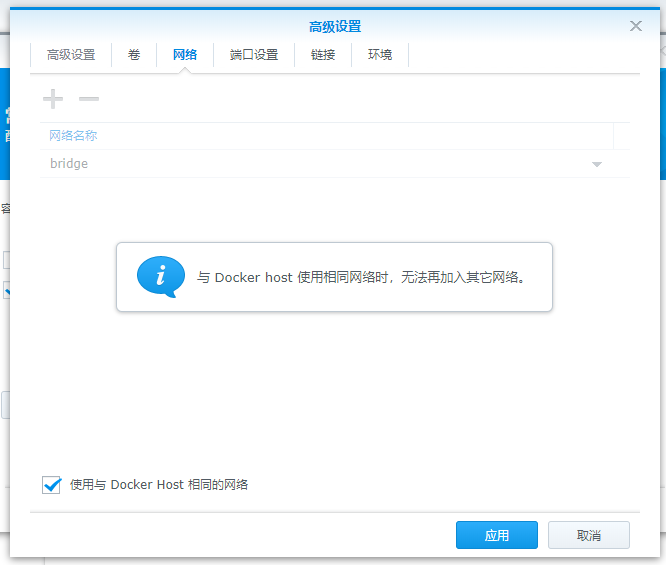 高级设置
高级设置 卷 网络 端口设置 链接 环境
网络名称
bridge
与 Docker host 使用相同网络时，无法再加入其它网络。
使用与 Docker Host 相同的网络
应用 取消